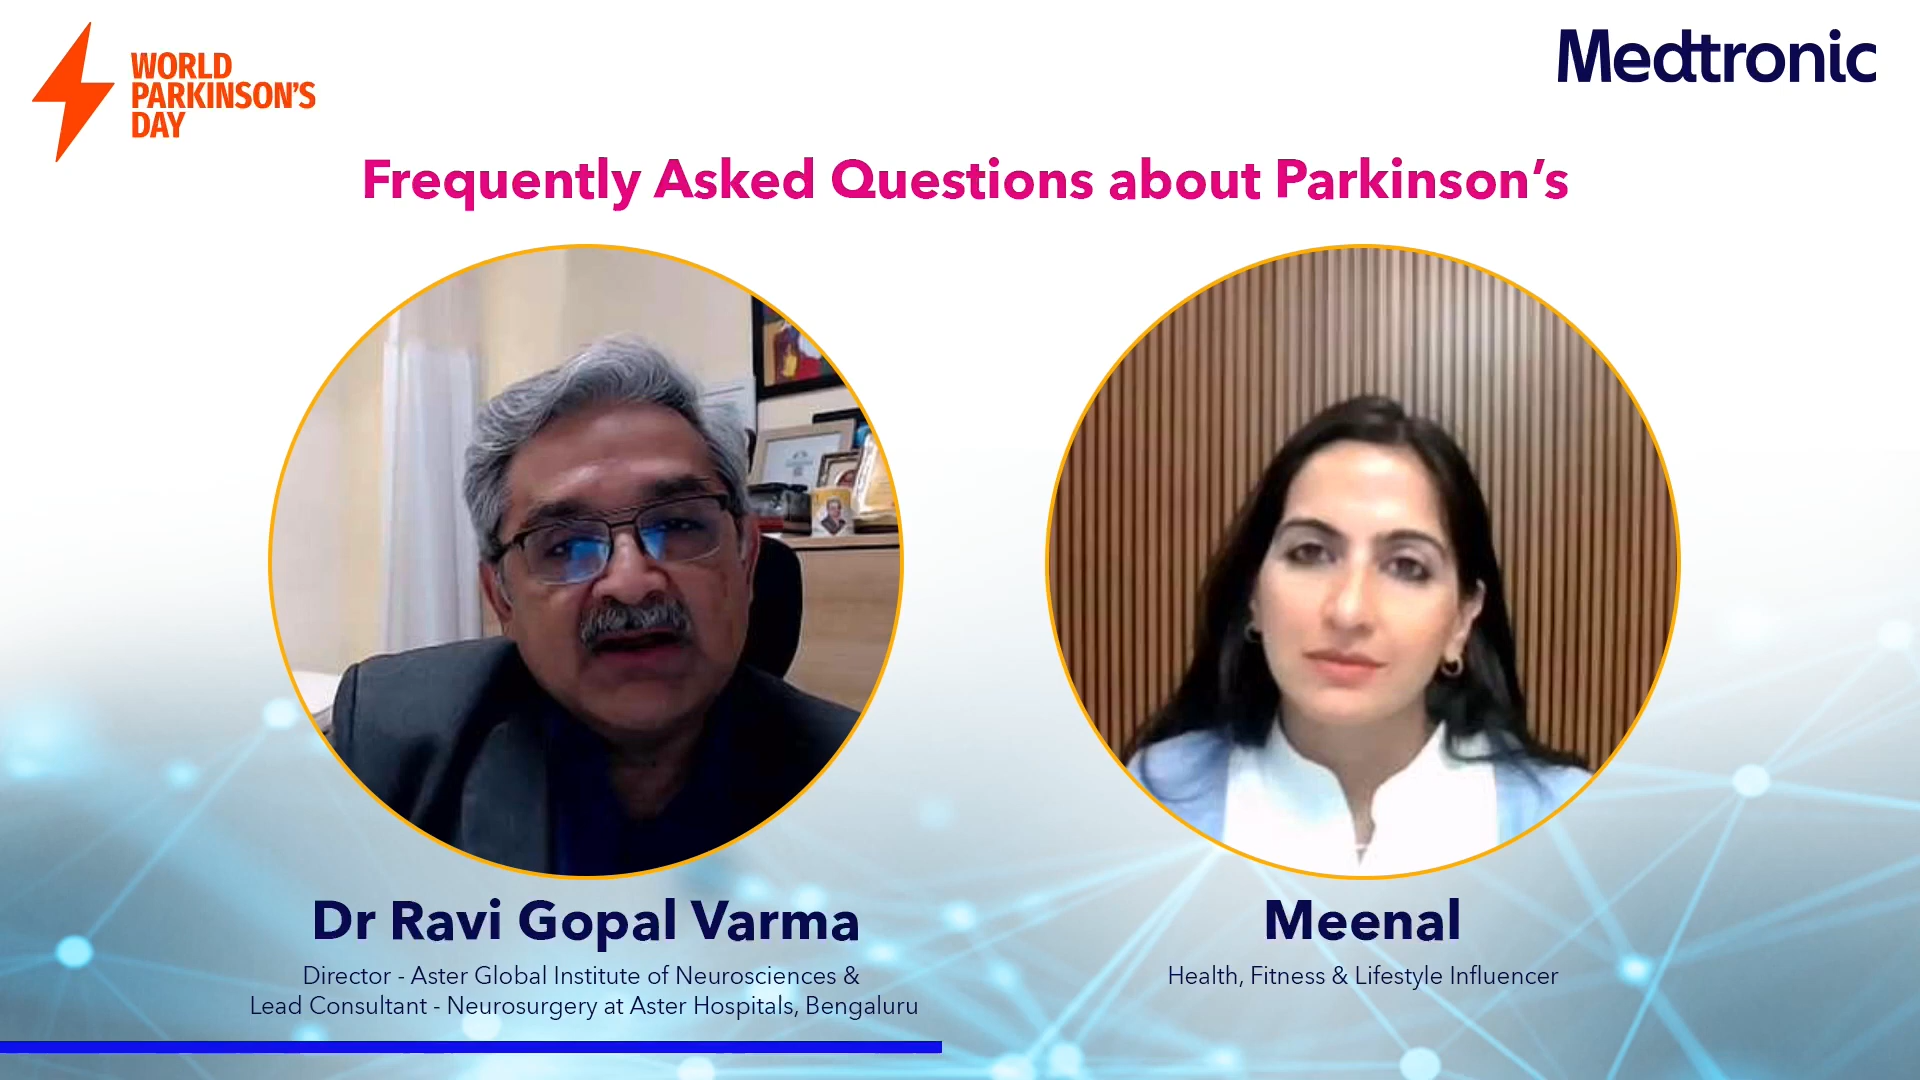 WORLD
PARKINSON'S
DAY
Medtronic
Frequently Asked Questions about Parkinson’s
Dr Ravi Gopal Varma
Director - Aster Global Institute of Neurosciences &
Lead Consultant - Neurosurgery at Aster Hospitals, Bengaluru
Meenal
Health, Fitness & Lifestyle Influencer